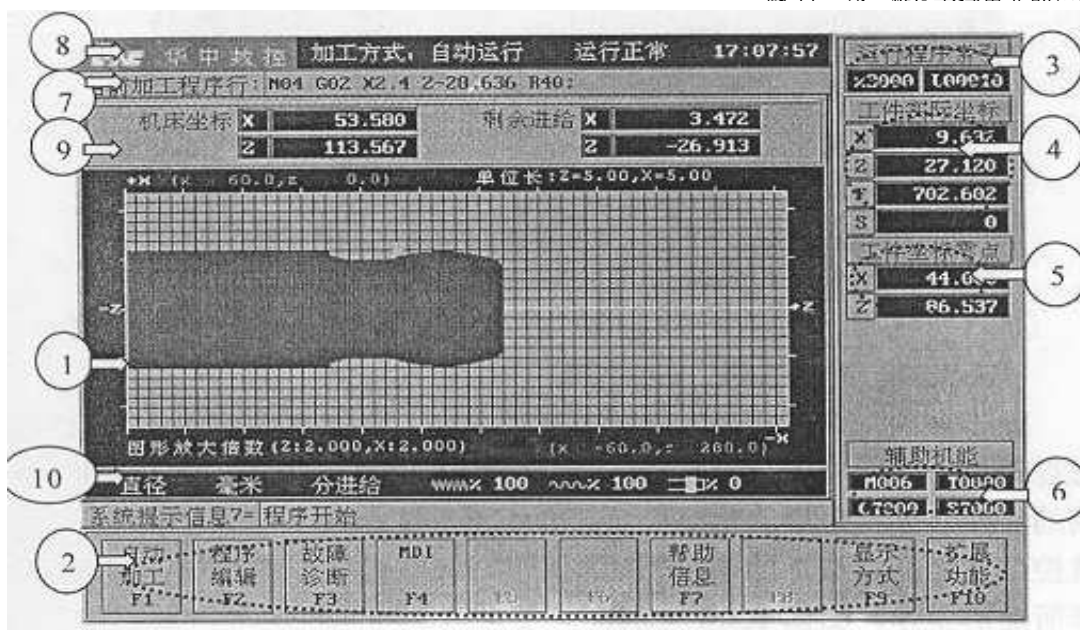 8 华中数控 加工方式: 自动运行 运行正常 17:07:57
运行程序索引 3
7 当前加工程序行: N04 G02 X2.4 Z-28.636 R40;
%3990 L00010
机床坐标 X 53.580 剩余进给 X 3.472
9 Z 113.567 Z -26.913
工件实际坐标
X 9.632 4
Z 27.120
F 702.602
S 0
工件坐标零点
X 5
Z 86.537
+X (x 60.0,z 0.0) 单位长:Z=5.00,X=5.00
-Z +Z
1
图形放大倍数(Z:2.000,X:2.000) (x -60.0,z 280.0) -X
辅助机能
M006 T0000 6
10 直径 毫米 分进给 % 100 % 100 % 0
系统提示信息7= 程序开始
2 自动加工 F1 程序编辑 F2 故障诊断 F3 MDI F4 F5 F6 帮助信息 F7 F8 显示方式 F9 扩展功能 F10